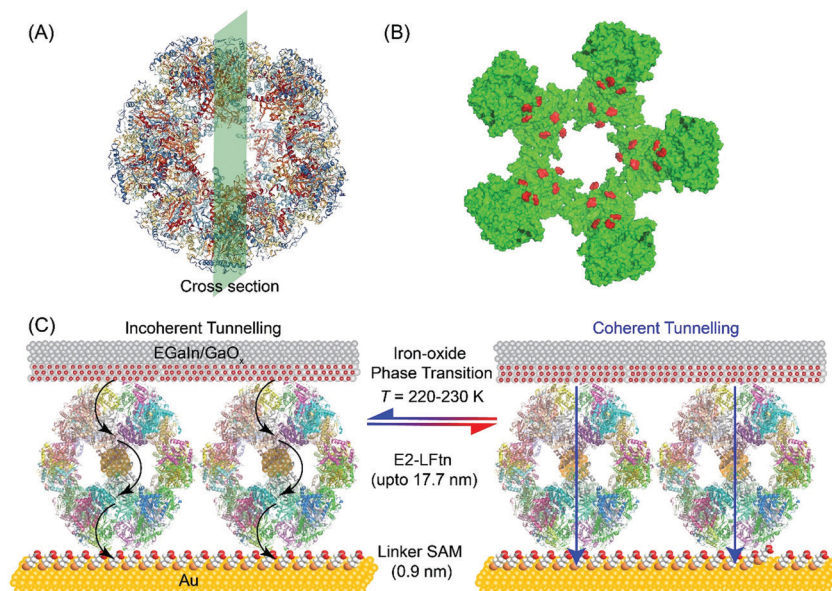 (A)
(B)
Cross section
(C)
Incoherent Tunnelling
Coherent Tunnelling
EGaIn/GaOx
Iron-oxide
Phase Transition
T = 220-230 K
E2-LFtn
(upto 17.7 nm)
Linker SAM
(0.9 nm)
Au